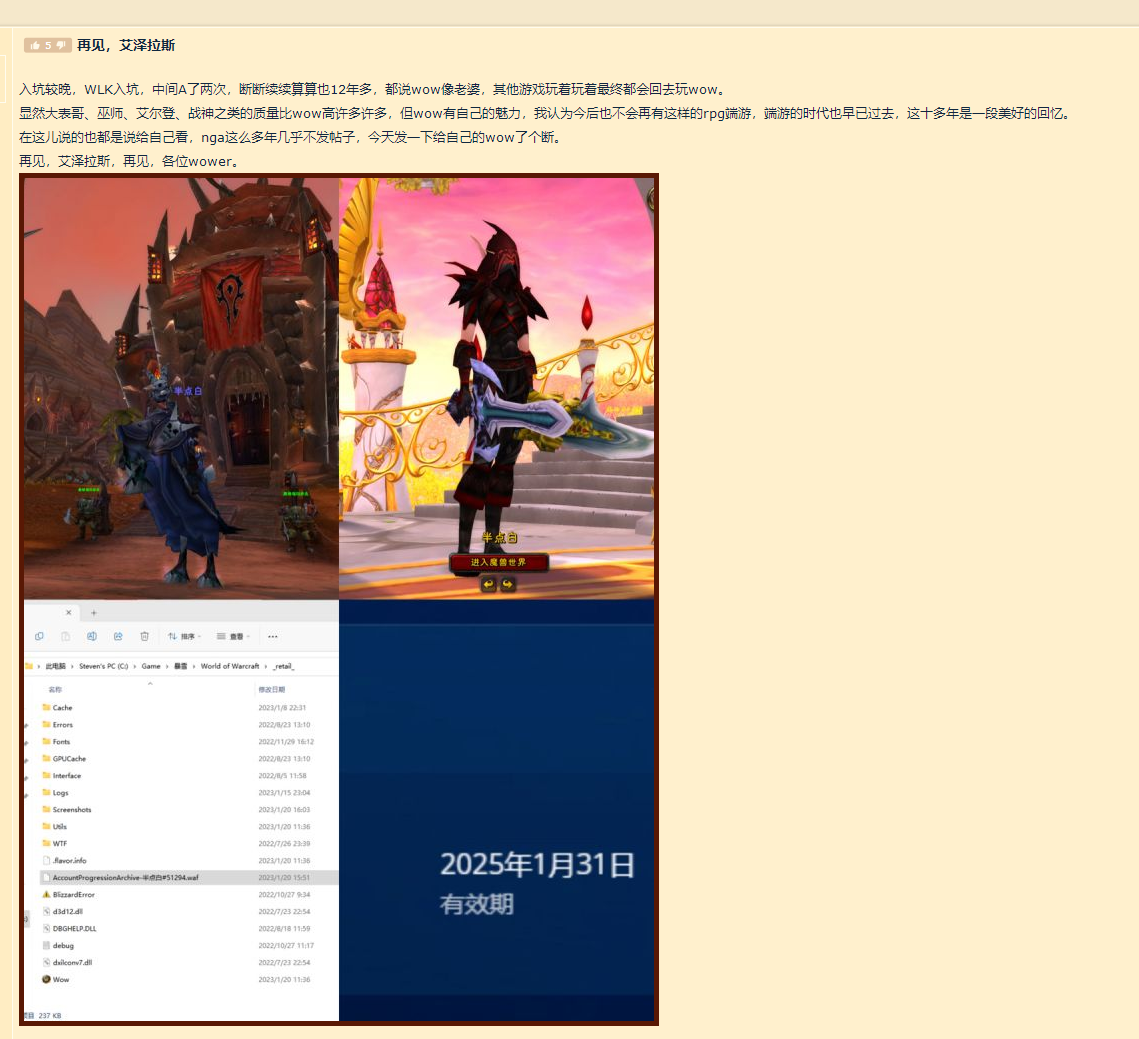 5
再见，艾泽拉斯
入坑较晚，WLK入坑，中间A了两次，断断续续算算也12年多，都说wow像老婆，其他游戏玩着玩着最终都会回去玩wow。
显然大表哥、巫师、艾尔登、战神之类的质量比wow高许多许多，但wow有自己的魅力，我认为今后也不会再有这样的rpg端游，端游的时代也早已过去，这十多年是一段美好的回忆。
在这儿说的也都是说给自己看，nga这么多年几乎不发帖子，今天发一下给自己的wow了个断。
再见，艾泽拉斯，再见，各位wower。
半点白
半点白
进入魔兽世界
排序
查看
此电脑 › Steven's PC (C:) › Game › 暴雪 › World of Warcraft › _retail_
名称 修改日期
Cache 2023/1/8 22:31
Errors 2022/8/23 13:10
Fonts 2022/11/29 16:12
GPUCache 2022/8/23 13:10
Interface 2022/8/5 11:58
Logs 2023/1/15 23:04
Screenshots 2023/1/20 16:03
Utils 2023/1/20 11:36
WTF 2022/7/26 23:39
.flavor.info 2023/1/20 11:36
AccountProgressionArchive-半点白#51294.waf 2023/1/20 15:51
BlizzardError 2022/10/27 9:34
d3d12.dll 2022/7/23 22:54
DBGHELP.DLL 2022/8/18 11:59
debug 2022/10/27 11:17
dxilconv7.dll 2022/7/23 22:54
Wow 2023/1/20 11:36
237 KB
2025年1月31日
有效期